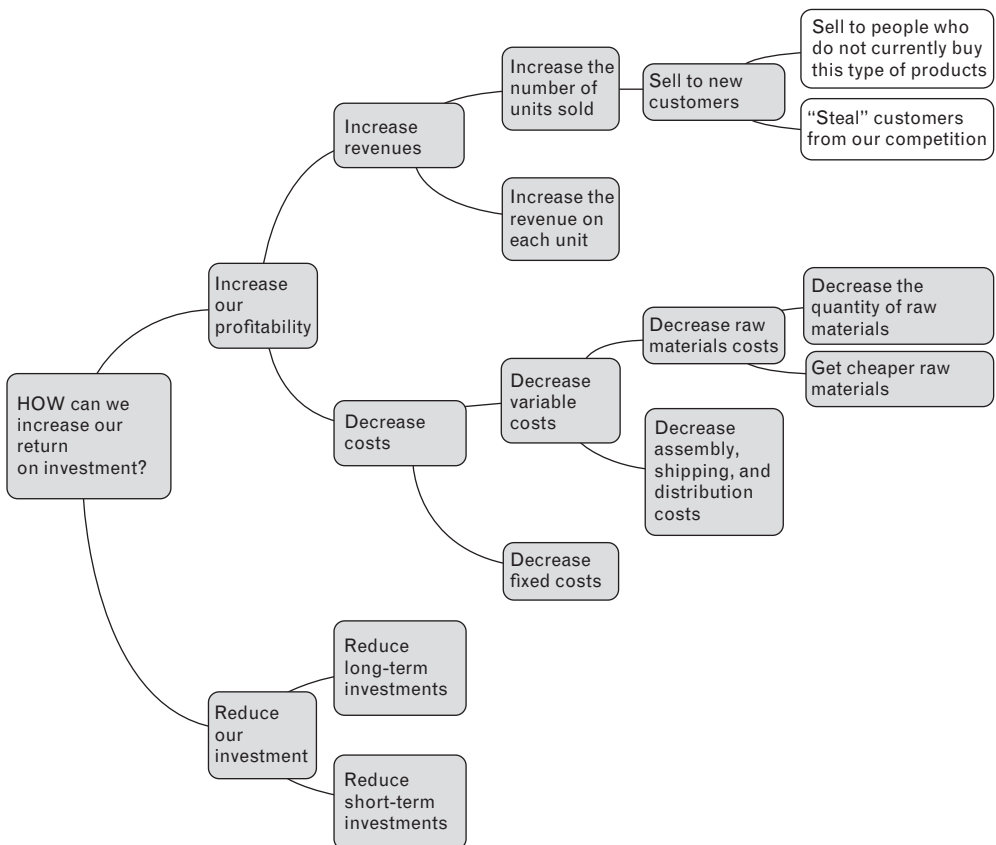 HOW can we
increase our
return
on investment?
Increase
our
profitability
Increase
revenues
Increase the
number of
units sold
Sell to new
customers
Sell to people who
do not currently buy
this type of products
“Steal” customers
from our competition
Increase the
revenue on
each unit
Decrease
costs
Decrease
variable
costs
Decrease raw
materials costs
Decrease the
quantity of raw
materials
Get cheaper raw
materials
Decrease
assembly,
shipping, and
distribution
costs
Decrease
fixed costs
Reduce
our
investment
Reduce
long-term
investments
Reduce
short-term
investments